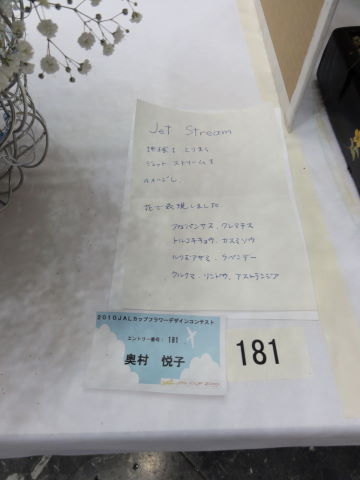 Jet Stream
地球を とりまく
ジェット ストリームを
イメージし
花で表現しました
アガパンサス、クレマチス
トルコキキョウ、カスミソウ
ルリタマアザミ、ラベンダー
クルクマ、リンドウ、アストランジア
2010JALカップフラワーデザインコンテスト
エントリー番号： 181
奥村 悦子
181